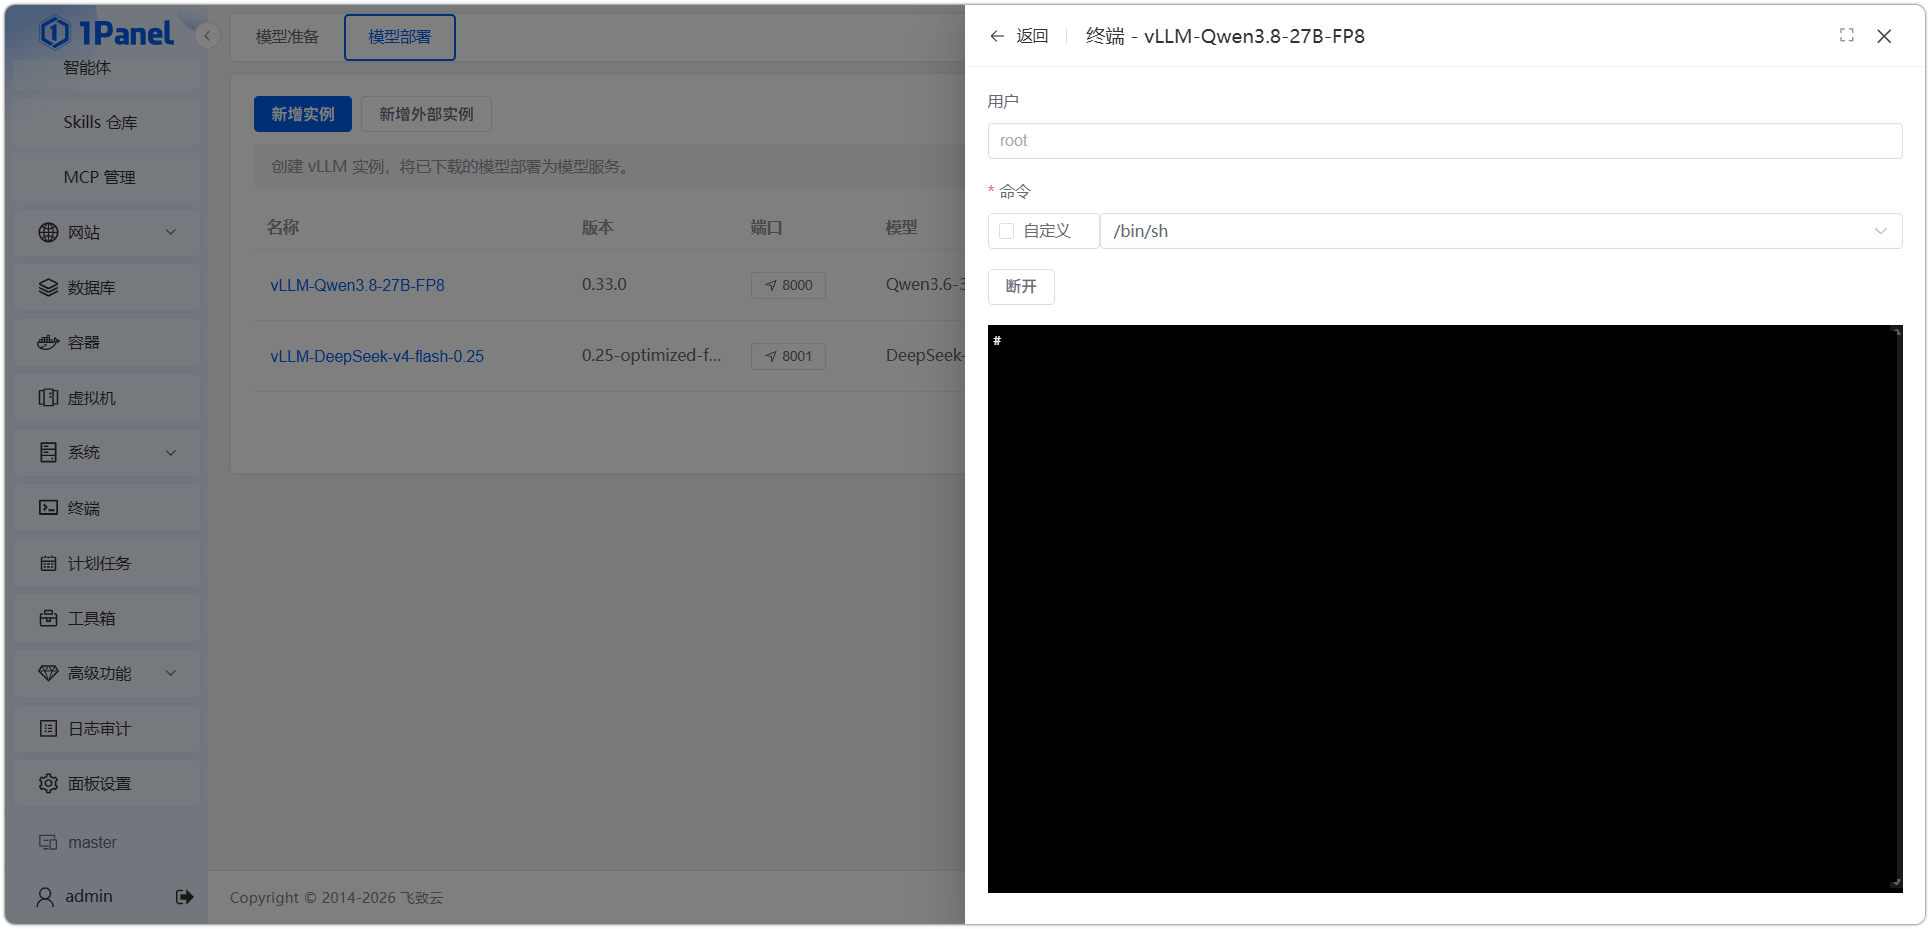 1Panel
智能体
Skills 仓库
MCP 管理
网站
数据库
容器
虚拟机
系统
终端
计划任务
工具箱
高级功能
日志审计
面板设置
master
admin
模型准备
模型部署
新增实例
新增外部实例
创建 vLLM 实例，将已下载的模型部署为模型服务。
名称 版本 端口 模型
vLLM-Qwen3.8-27B-FP8 0.33.0 8000 Qwen3.6-3
vLLM-DeepSeek-v4-flash-0.25 0.25-optimized-f... 8001 DeepSeek-
Copyright © 2014-2026 飞致云
返回 终端 - vLLM-Qwen3.8-27B-FP8
用户
root
* 命令
自定义 /bin/sh
断开
#